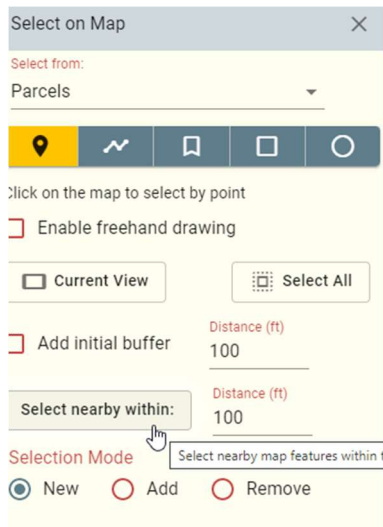 Select on Map
Select from:
Parcels
Click on the map to select by point
Enable freehand drawing
Current View
Select All
Add initial buffer
Distance (ft)
100
Select nearby within:
Distance (ft)
100
Select nearby map features within
Selection Mode
New
Add
Remove